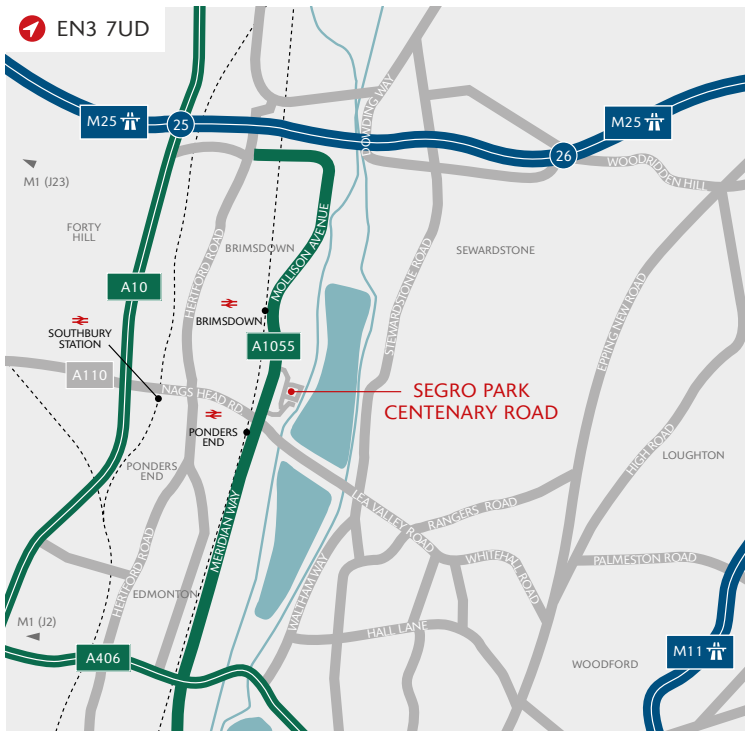 EN3 7UD
M25
25
M25
26
DOWDING WAY
WOODRIDDEN HILL
M1 (J23)
FORTY
HILL
HERTFORD ROAD
BRIMSDOWN
MOLLISON AVENUE
SEWARDSTONE
STEWARDSTONE ROAD
EPPING NEW ROAD
A10
SOUTHBURY
STATION
BRIMSDOWN
A1055
A110
NAGS HEAD RD
SEGRO PARK
CENTENARY ROAD
PONDERS
END
PONDERS
END
HIGH ROAD
LOUGHTON
MERIDIAN WAY
LEA VALLEY ROAD
RANGERS ROAD
WHITEHALL ROAD
PALMESTON ROAD
HERTFORD ROAD
EDMONTON
WALTHAM WAY
HALL LANE
M1 (J2)
A406
M11
WOODFORD